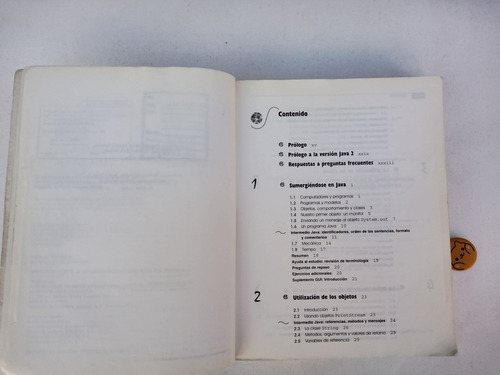 Contenido
Prólogo xv
Prólogo a la versión Java 2 xxix
Respuestas a preguntas frecuentes xxxiii
1 Sumergiéndose en Java 1
1.1 Computadores y programas 1
1.2 Programas y modelos 2
1.3 Objetos, comportamiento y clases 3
1.4 Nuestro primer objeto: un monitor 5
1.5 Enviando un mensaje al objeto System.out 7
1.6 Un programa Java 10
Intermedio Java: identificadores, orden de las sentencias, formato
y comentarios 13
1.7 Mecánica 14
1.8 Tiempo 17
Resumen 18
Ayuda al estudio: revisión de terminología 18
Preguntas de repaso 20
Ejercicios adicionales 20
Suplemento GUI: Introducción 21
2 Utilización de los objetos 23
2.1 Introducción 23
2.2 Usando objetos PrintStream 23
Intermedio Java: referencias, métodos y mensajes 24
2.3 La clase String 26
2.4 Métodos, argumentos y valores de retorno 28
2.5 Variables de referencia 29